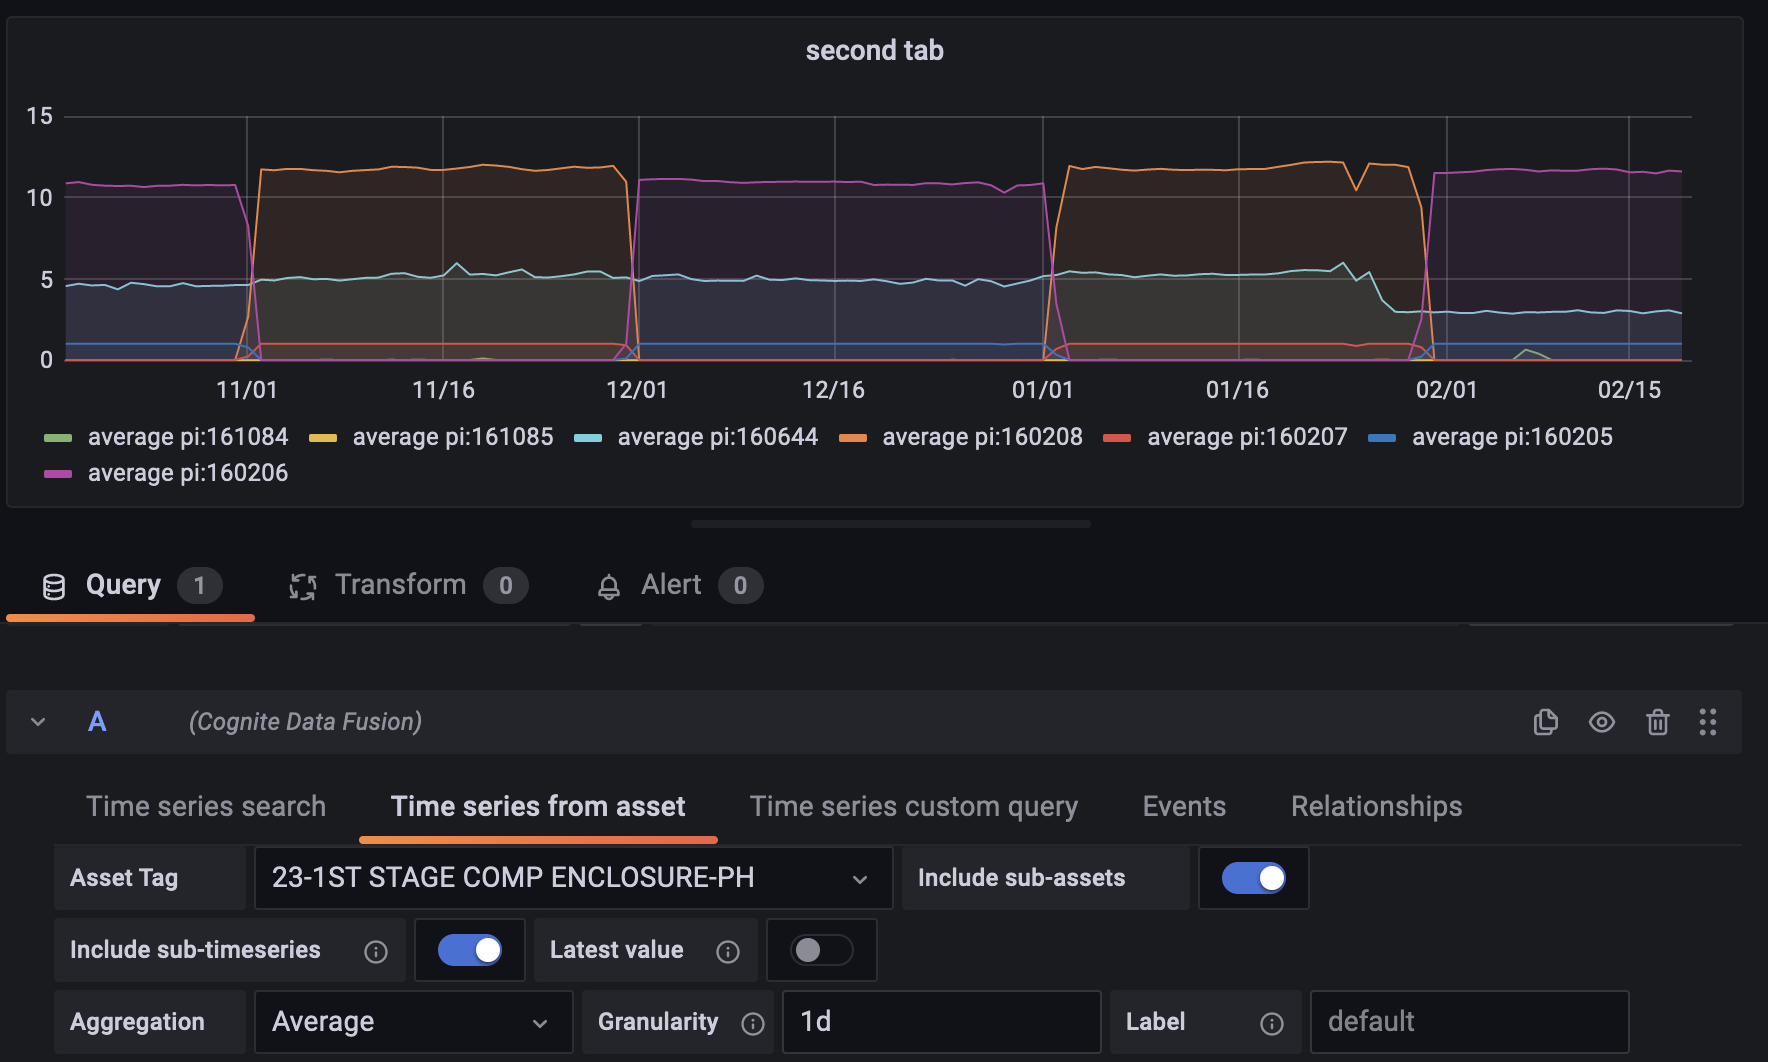 second tab
15
10
5
0
11/01 11/16 12/01 12/16 01/01 01/16 02/01 02/15
average pi:161084 average pi:161085 average pi:160644 average pi:160208 average pi:160207 average pi:160205
average pi:160206
Query 1 Transform 0 Alert 0
A (Cognite Data Fusion)
Time series search Time series from asset Time series custom query Events Relationships
Asset Tag 23-1ST STAGE COMP ENCLOSURE-PH Include sub-assets
Include sub-timeseries Latest value
Aggregation Average Granularity 1d Label default